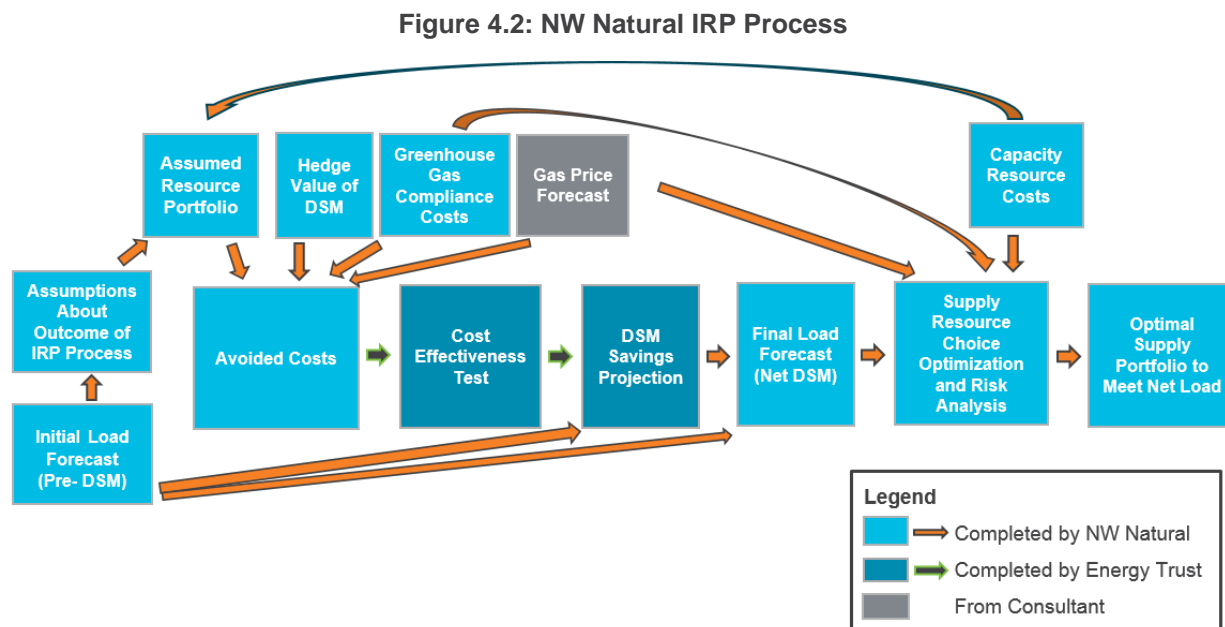 Figure 4.2: NW Natural IRP Process
Assumed
Resource
Portfolio
Hedge
Value of
DSM
Greenhouse
Gas
Compliance
Costs
Gas Price
Forecast
Capacity
Resource
Costs
Assumptions
About
Outcome of
IRP Process
Avoided Costs
Cost
Effectiveness
Test
DSM
Savings
Projection
Final Load
Forecast
(Net DSM)
Supply
Resource
Choice
Optimization
and Risk
Analysis
Optimal
Supply
Portfolio to
Meet Net Load
Initial Load
Forecast
(Pre- DSM)
Legend
Completed by NW Natural
Completed by Energy Trust
From Consultant